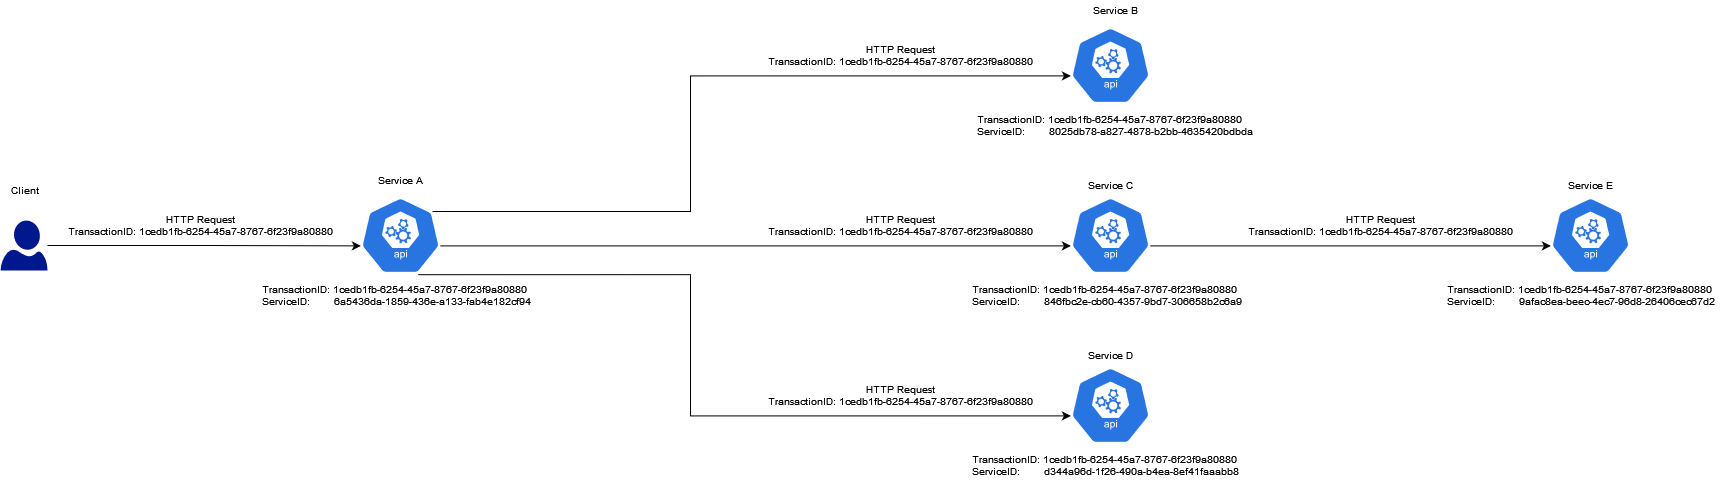 Service B
HTTP Request
TransactionID: 1cedb1fb-6254-45a7-8767-6f23f9a80880
api
TransactionID: 1cedb1fb-6254-45a7-8767-6f23f9a80880
ServiceID: 8025db78-a827-4878-b2bb-4635420bdbda
Client
HTTP Request
TransactionID: 1cedb1fb-6254-45a7-8767-6f23f9a80880
Service A
api
TransactionID: 1cedb1fb-6254-45a7-8767-6f23f9a80880
ServiceID: 6a5436da-1859-436e-a133-fab4e182cf94
HTTP Request
TransactionID: 1cedb1fb-6254-45a7-8767-6f23f9a80880
Service C
api
TransactionID: 1cedb1fb-6254-45a7-8767-6f23f9a80880
ServiceID: 846fbc2e-cb60-4357-9bd7-306658b2c6a9
HTTP Request
TransactionID: 1cedb1fb-6254-45a7-8767-6f23f9a80880
Service E
api
TransactionID: 1cedb1fb-6254-45a7-8767-6f23f9a80880
ServiceID: 9afac8ea-beec-4ec7-96d8-26406cec67d2
Service D
HTTP Request
TransactionID: 1cedb1fb-6254-45a7-8767-6f23f9a80880
api
TransactionID: 1cedb1fb-6254-45a7-8767-6f23f9a80880
ServiceID: d344a96d-1f26-490a-b4ea-8ef41faaabb8